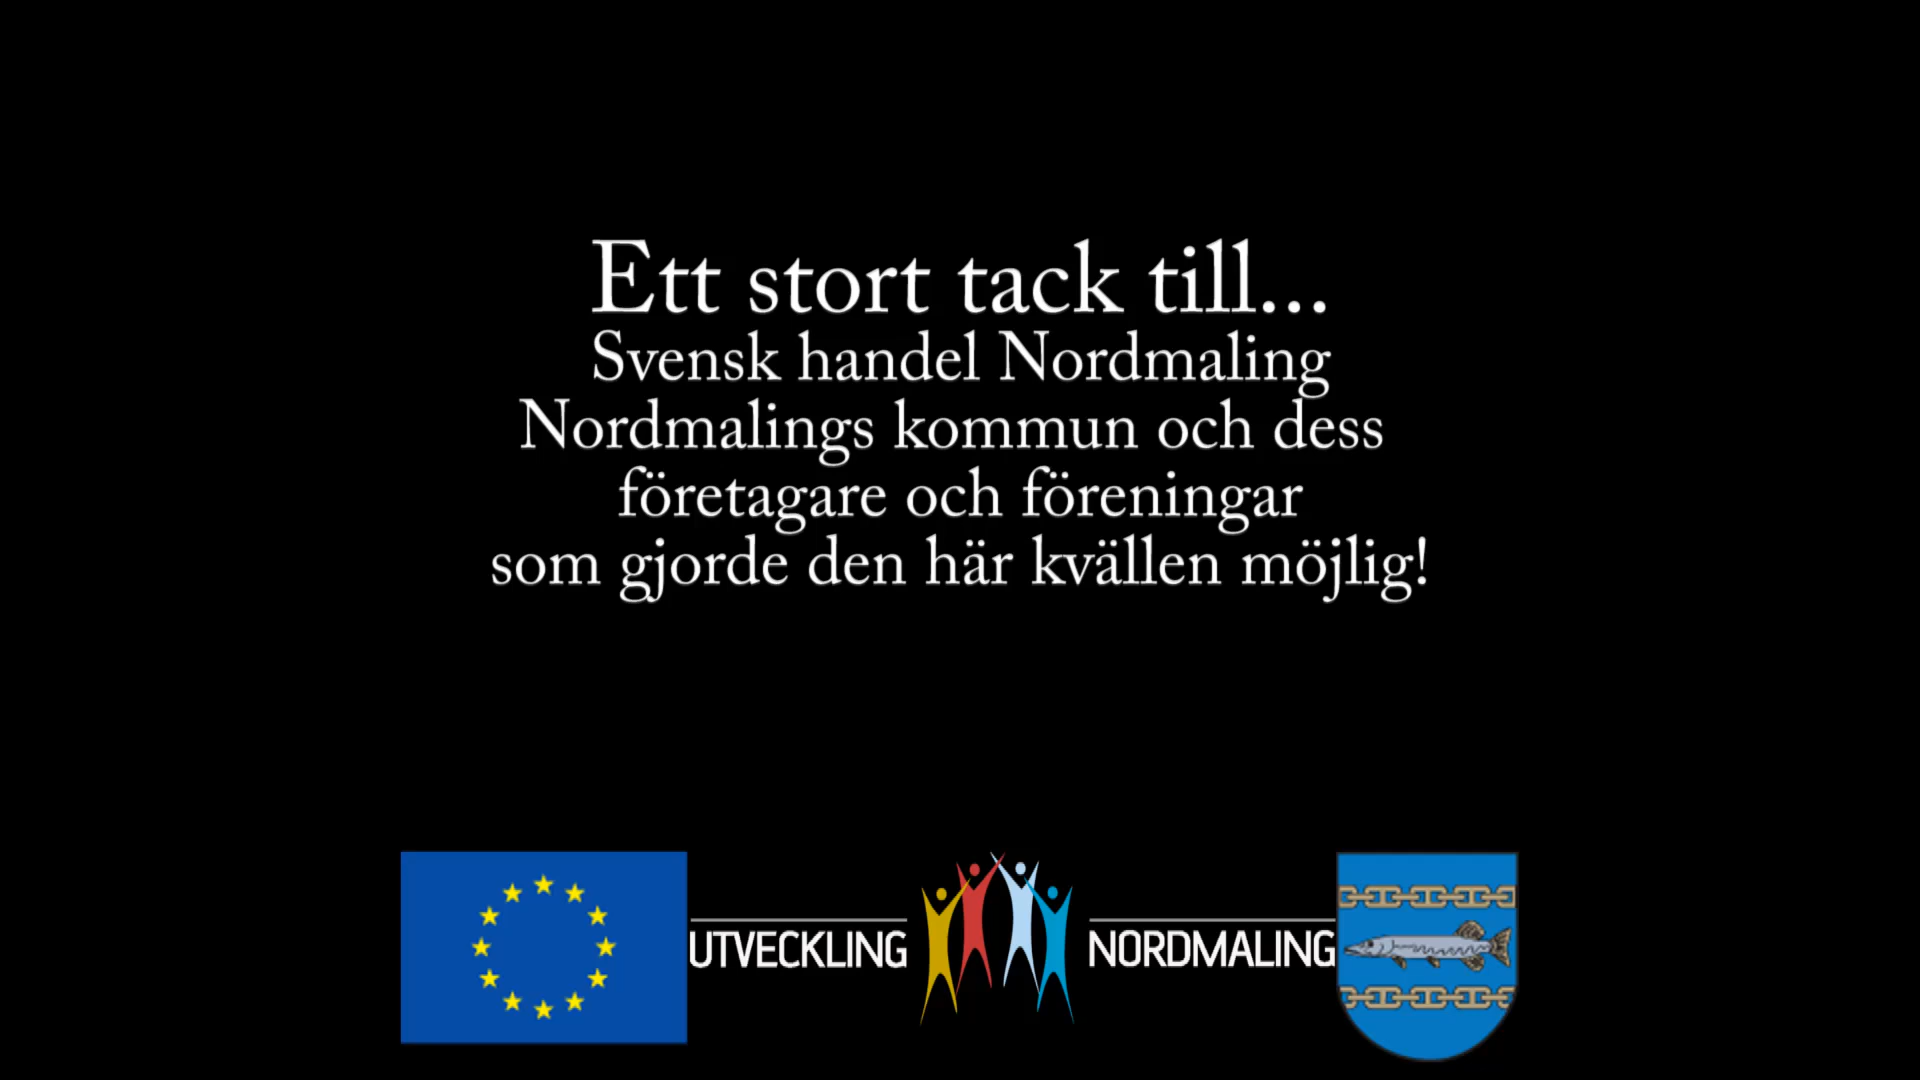 Ett stort tack till...
Svensk handel Nordmaling
Nordmalings kommun och dess
företagare och föreningar
som gjorde den här kvällen möjlig!
UTVECKLING NORDMALING